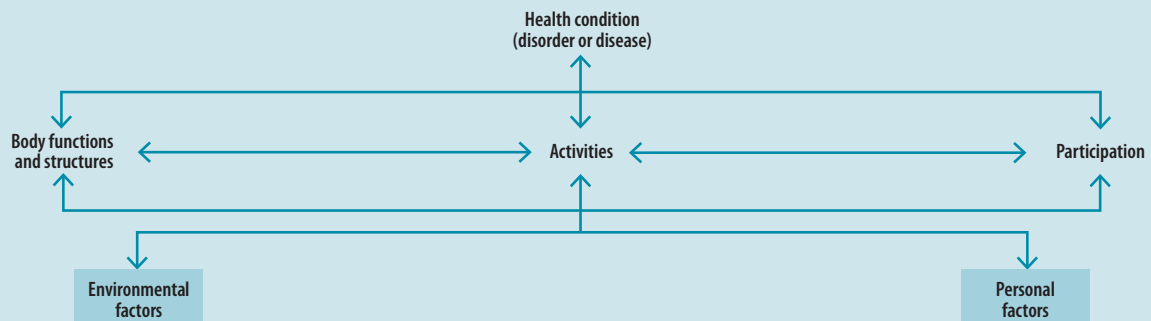 Health condition
(disorder or disease)
Body functions
and structures
Activities
Participation
Environmental
factors
Personal
factors